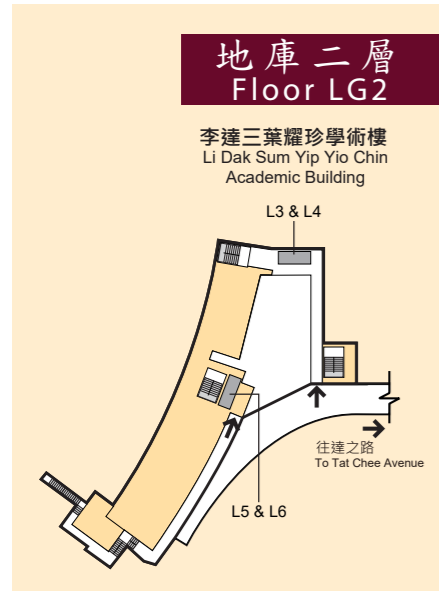 地庫二層
Floor LG2
李達三葉耀珍學術樓
Li Dak Sum Yip Yio Chin
Academic Building
L3 & L4
往達之路
To Tat Chee Avenue
L5 & L6